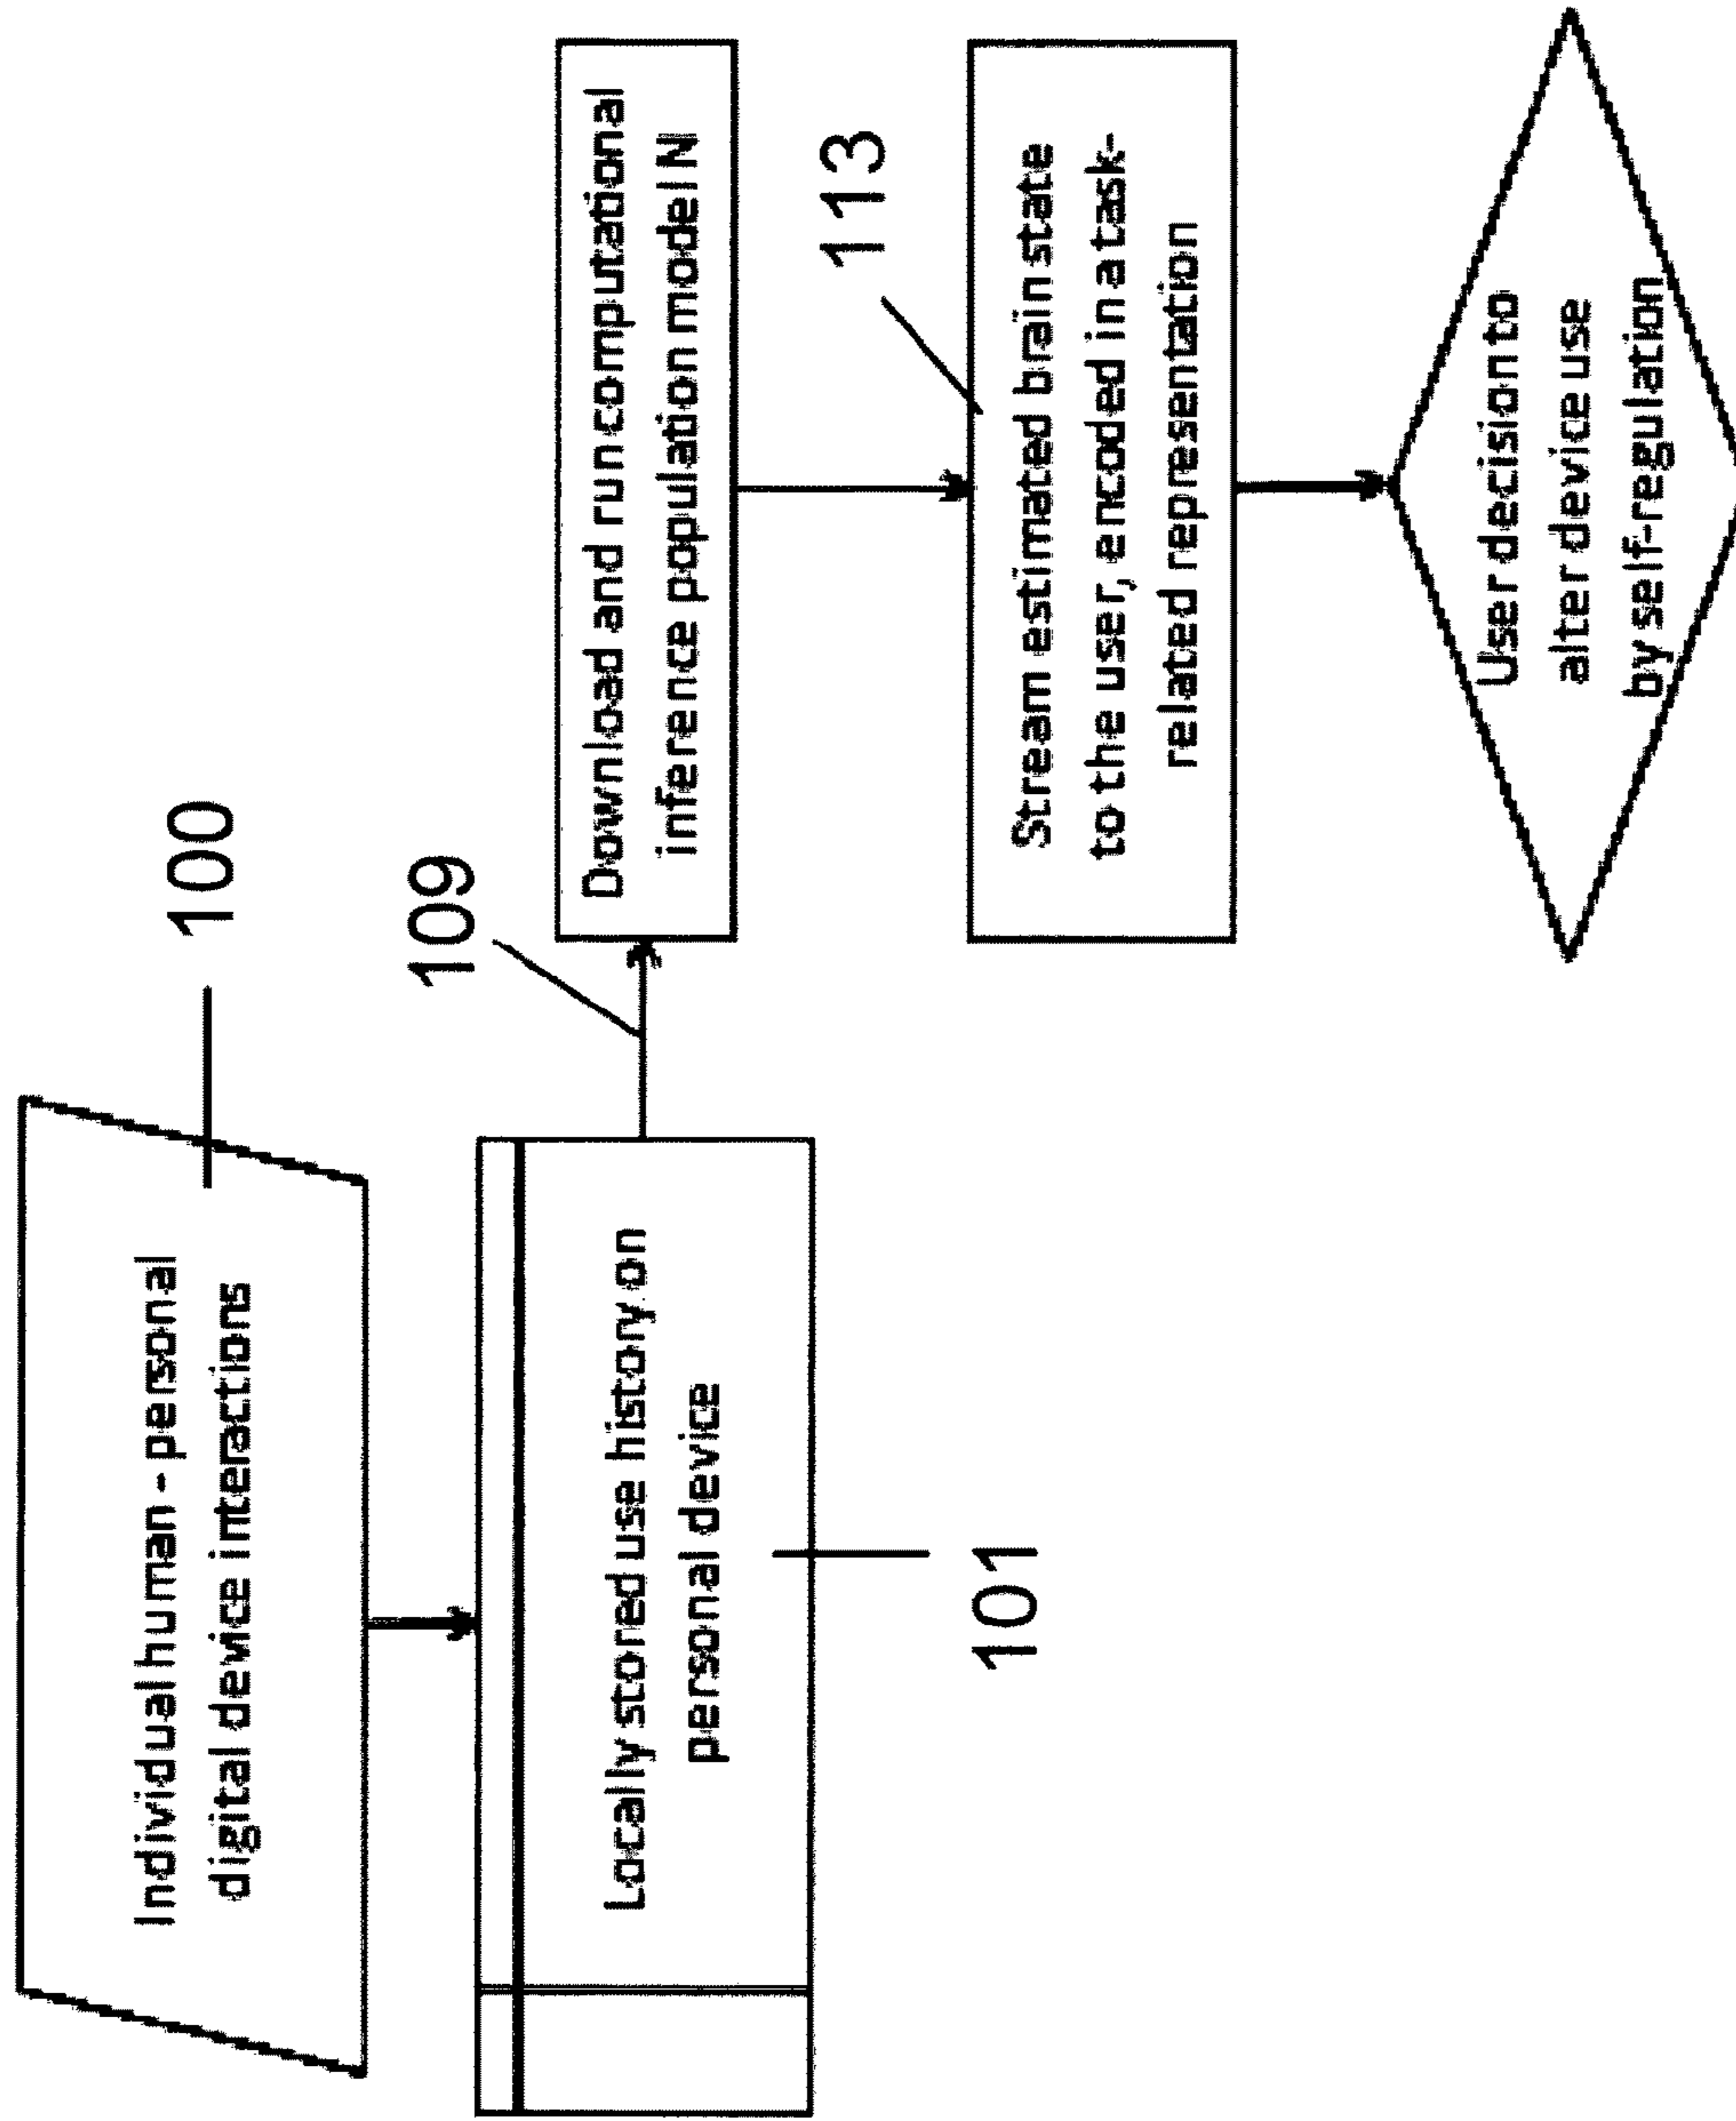 Individual human - personal
digital device interactions
100
Locally stored use history on
personal device
101
109
Download and run computational
inference population model N
113
Stream estimated brain state
to the user, encoded in a task-
related representation
User decision to
alter device use
by self-regulation